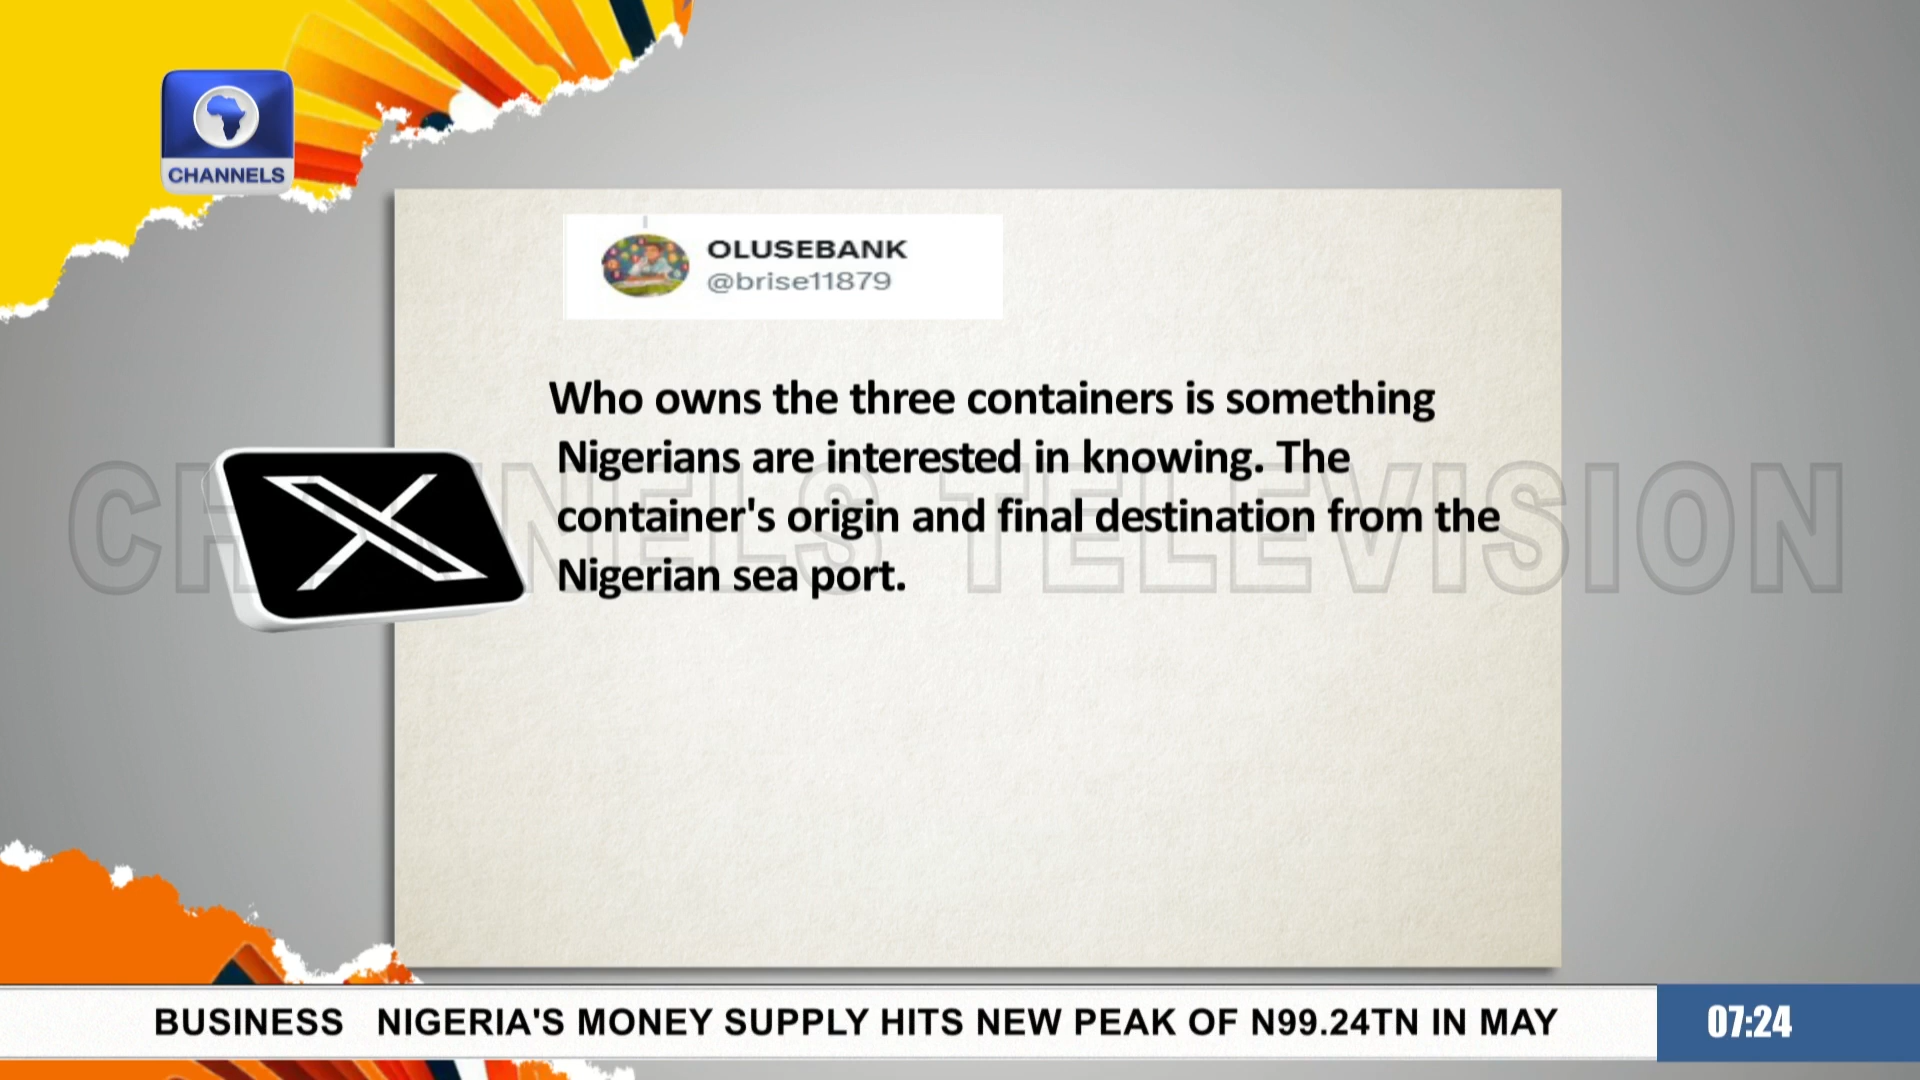 CHANNELS
OLUSEBANK
@brise11879
Who owns the three containers is something
Nigerians are interested in knowing. The
container's origin and final destination from the
Nigerian sea port.
CHANNELS TELEVISION
BUSINESS NIGERIA'S MONEY SUPPLY HITS NEW PEAK OF N99.24TN IN MAY
07:24